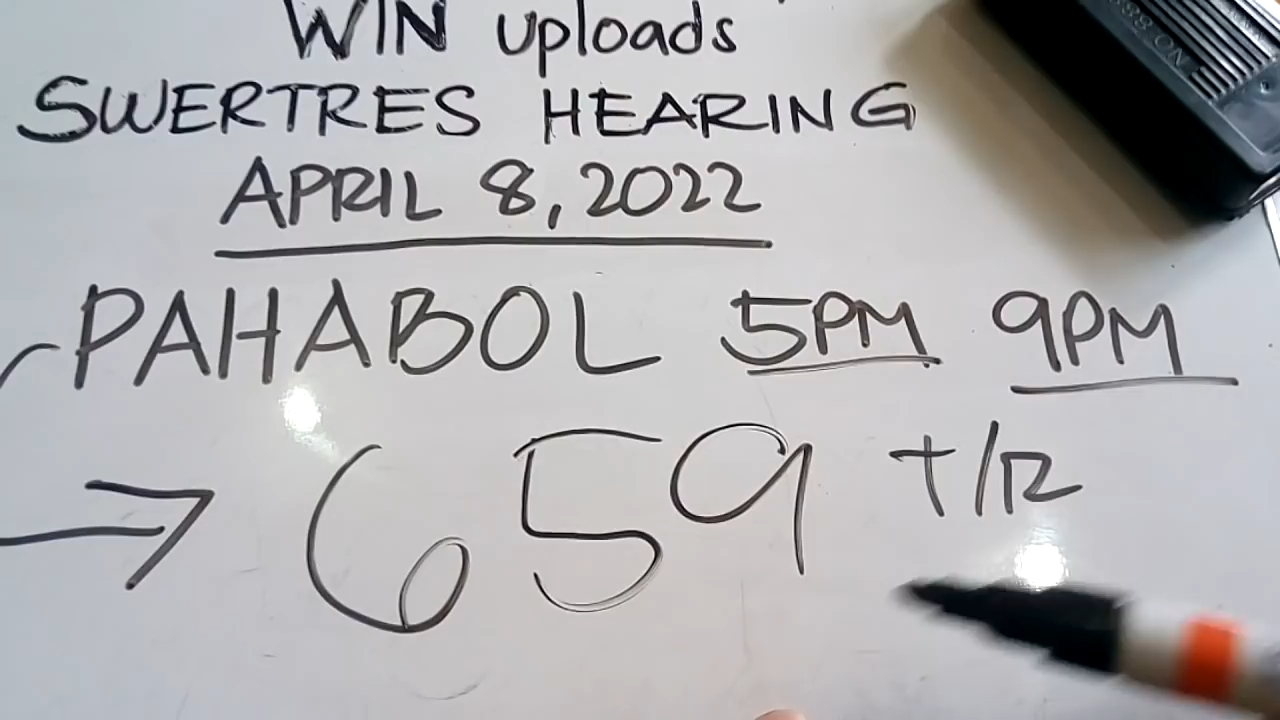 WIN uploads
SWERTRES HEARING
APRIL 8, 2022
PAHABOL 5PM 9PM
659 T/R